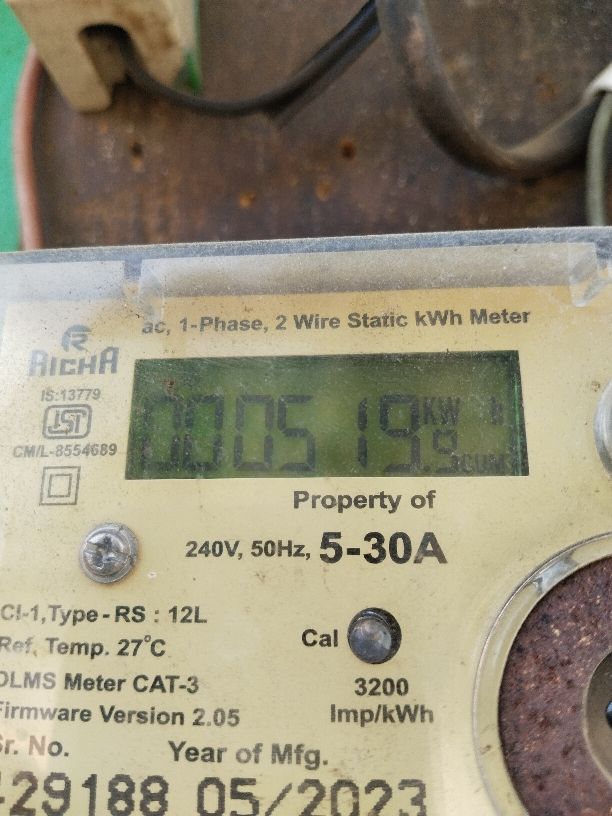 ac, 1-Phase, 2 Wire Static kWh Meter
RICHA
IS:13779
ISI
CM/L-8554689
000519.9 KW h
CUM
Property of
240V, 50Hz, 5-30A
Cl-1,Type-RS : 12L
Ref. Temp. 27°C
Cal
DLMS Meter CAT-3
3200
Firmware Version 2.05
Imp/kWh
Sr. No.
Year of Mfg.
29188 05/2023